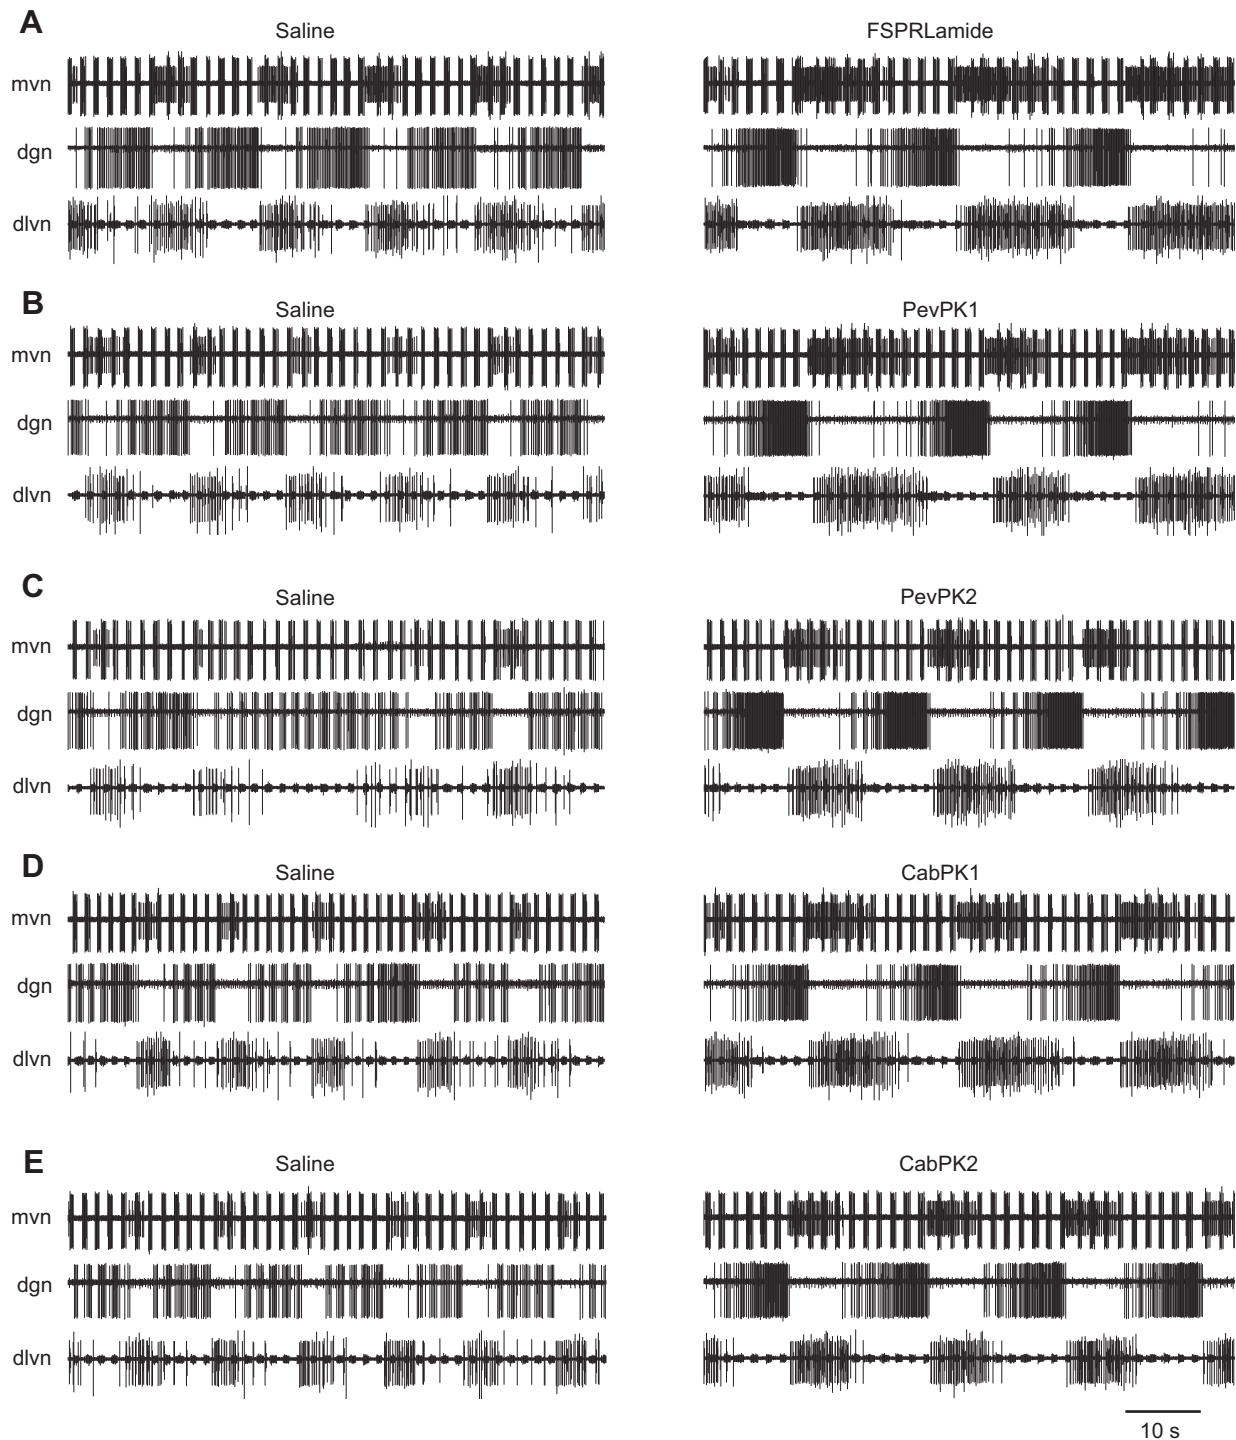 A
Saline FSPRLamide
mvn
dgn
dlvn
B
Saline PevPK1
mvn
dgn
dlvn
C
Saline PevPK2
mvn
dgn
dlvn
D
Saline CabPK1
mvn
dgn
dlvn
E
Saline CabPK2
mvn
dgn
dlvn
10 s